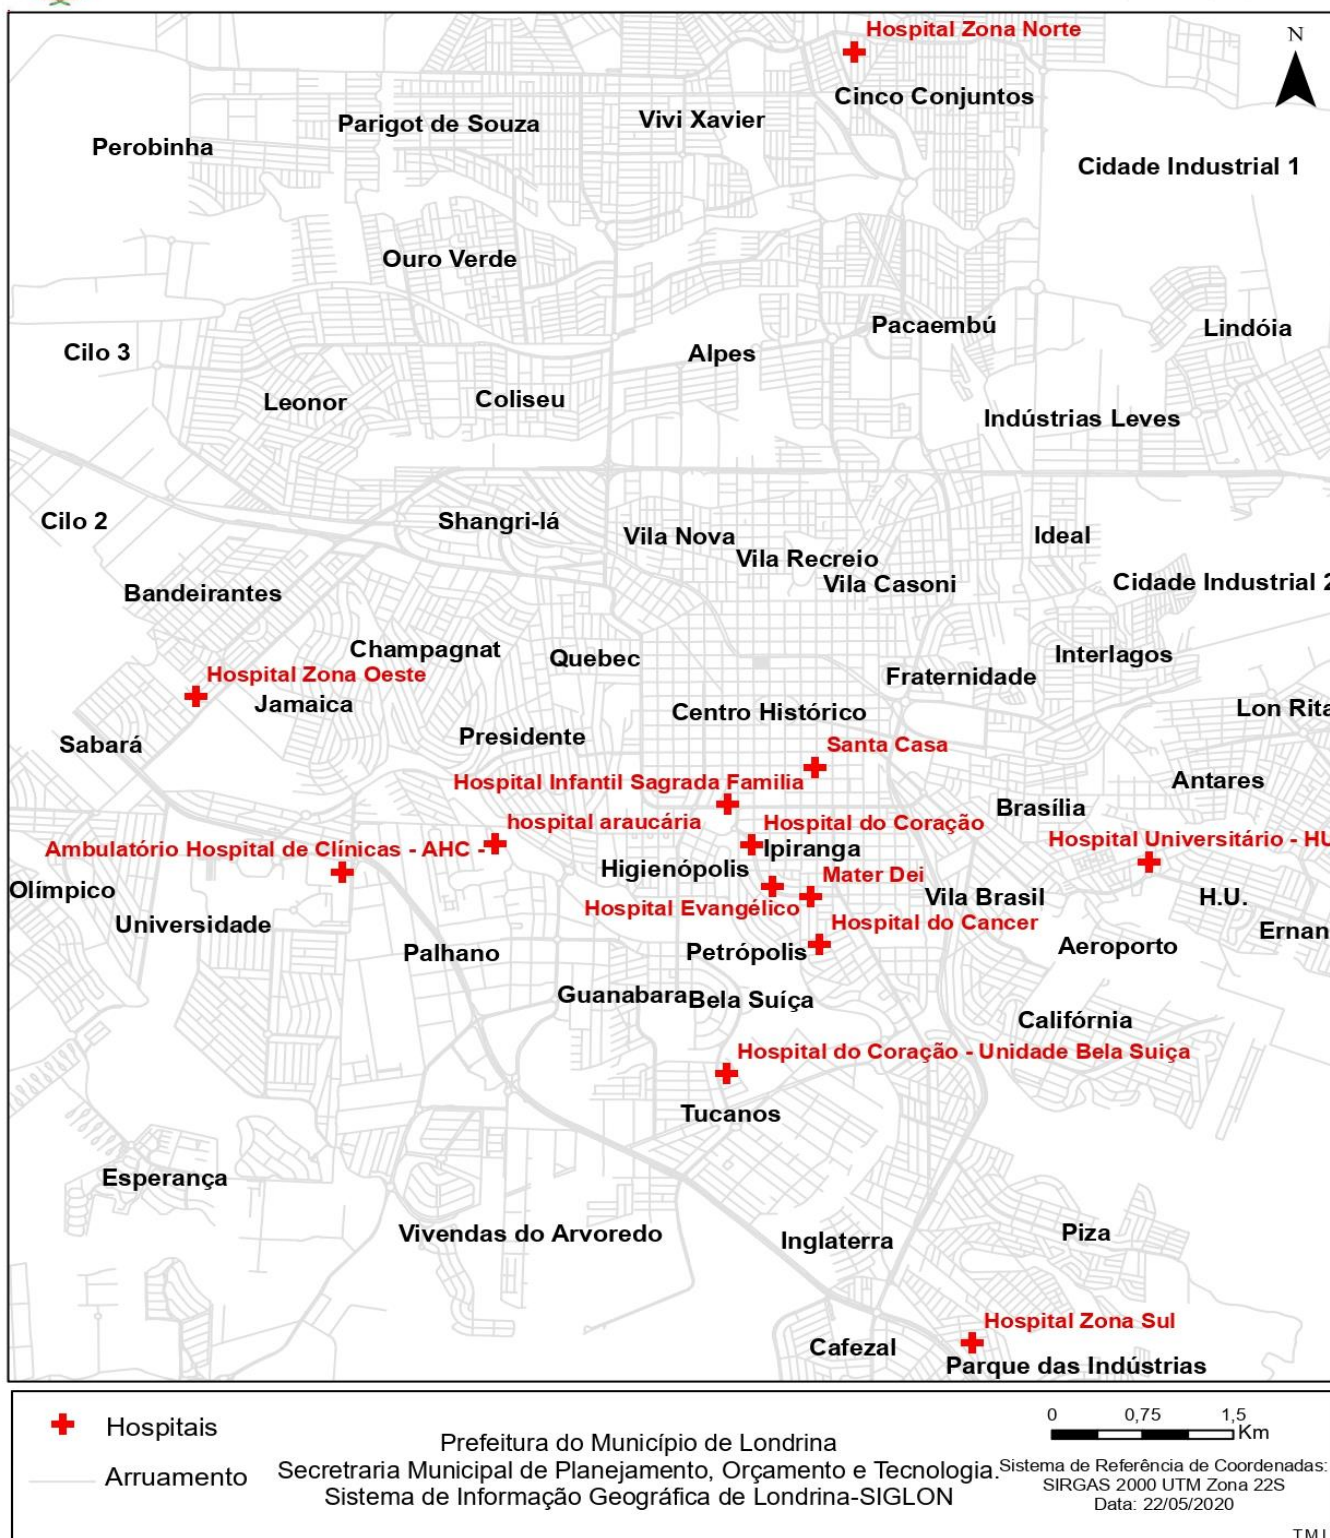 Hospital Zona Norte
N
Cinco Conjuntos
Parigot de Souza
Vivi Xavier
Perobinha
Cidade Industrial 1
Ouro Verde
Pacaembú
Lindóia
Cilo 3
Alpes
Leonor
Coliseu
Indústrias Leves
Cilo 2
Shangri-lá
Vila Nova
Ideal
Vila Recreio
Vila Casoni
Cidade Industrial 2
Bandeirantes
Champagnat
Quebec
Interlagos
Hospital Zona Oeste
Fraternidade
Jamaica
Centro Histórico
Lon Rita
Sabará
Presidente
Santa Casa
Hospital Infantil Sagrada Familia
Antares
Brasília
hospital araucária
Hospital do Coração
Ambulatório Hospital de Clínicas - AHC -
Ipiranga
Hospital Universitário - HU
Higienópolis
Mater Dei
Olímpico
Vila Brasil
H.U.
Hospital Evangélico
Universidade
Hospital do Cancer
Ernan
Palhano
Petrópolis
Aeroporto
Guanabara
Bela Suíça
Califórnia
Hospital do Coração - Unidade Bela Suiça
Tucanos
Esperança
Vivendas do Arvoredo
Inglaterra
Piza
Hospital Zona Sul
Cafezal
Parque das Indústrias
Hospitais
Arruamento
Prefeitura do Município de Londrina
Secretraria Municipal de Planejamento, Orçamento e Tecnologia.
Sistema de Informação Geográfica de Londrina-SIGLON
0 0,75 1,5
Km
Sistema de Referência de Coordenadas:
SIRGAS 2000 UTM Zona 22S
Data: 22/05/2020